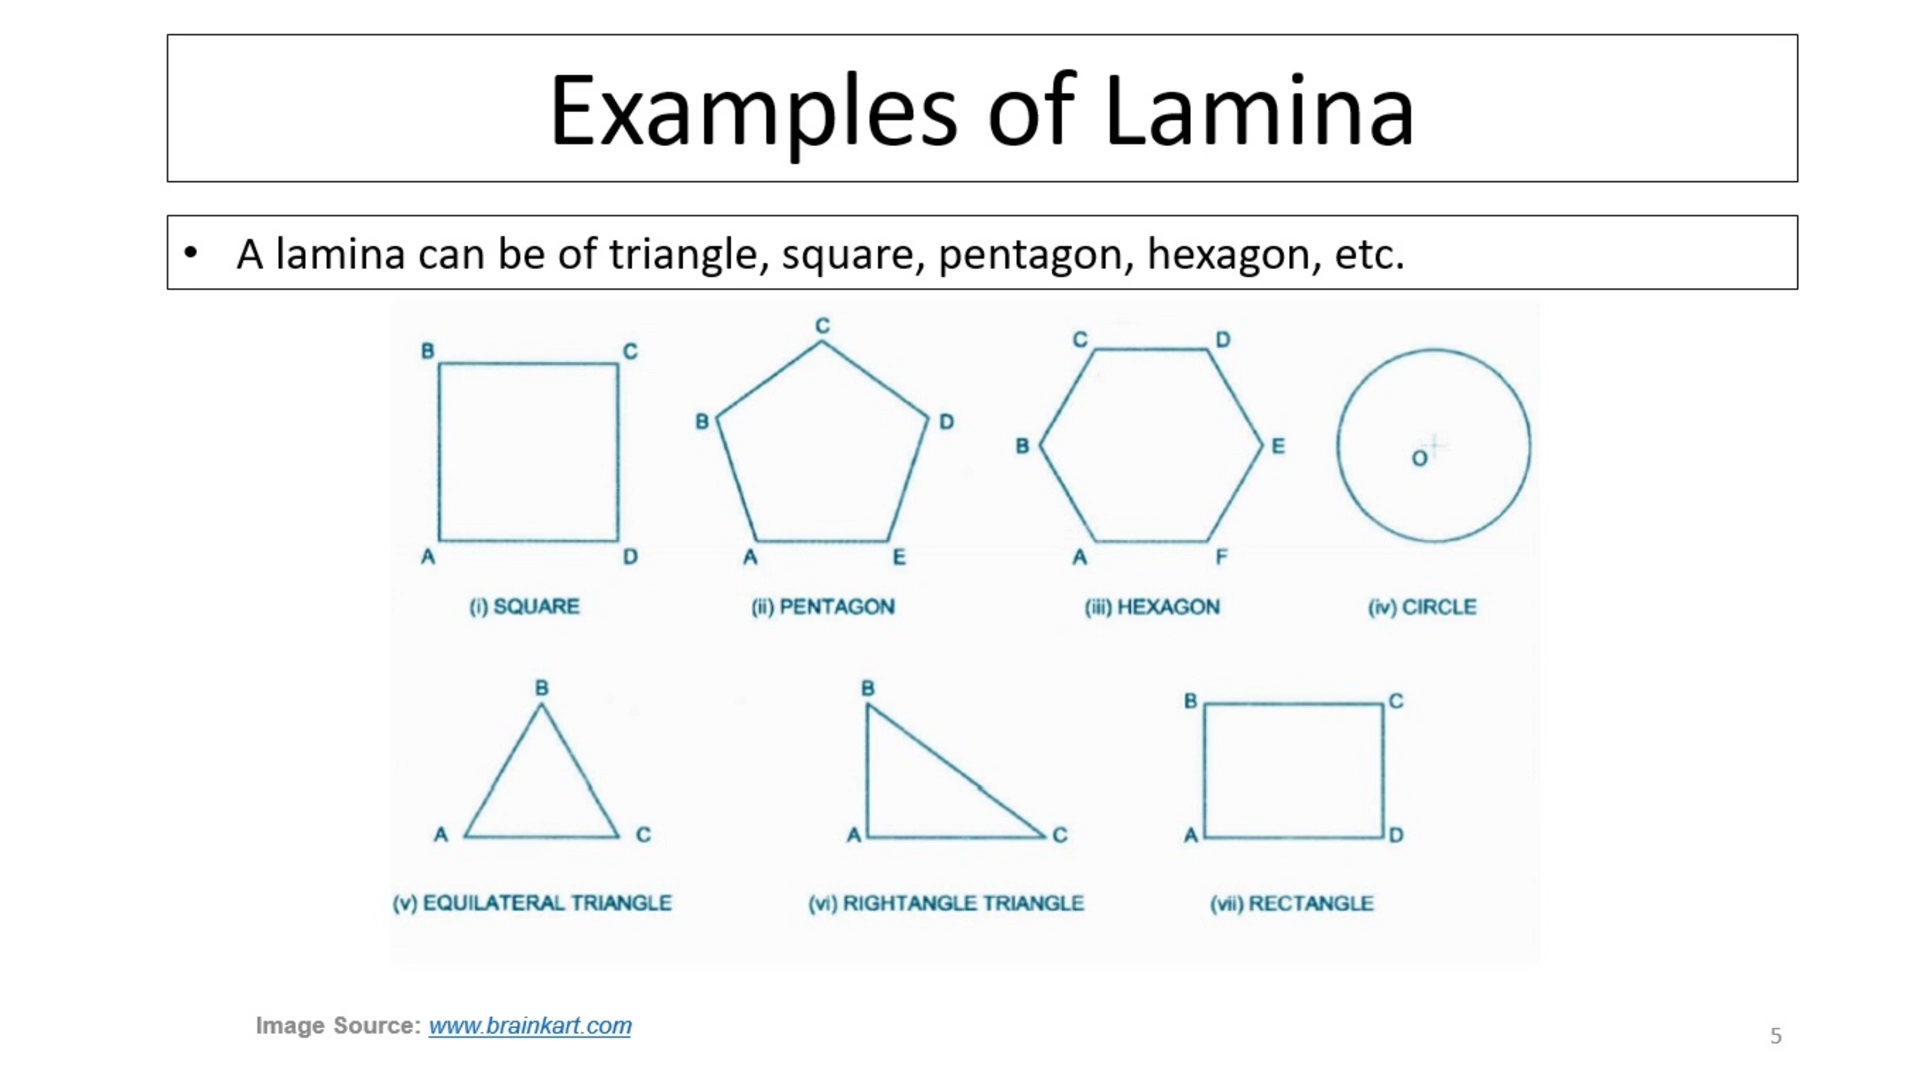 Examples of Lamina
• A lamina can be of triangle, square, pentagon, hexagon, etc.
B C
A D
(i) SQUARE
C
B D
A E
(ii) PENTAGON
C D
B E
A F
(iii) HEXAGON
O
(iv) CIRCLE
B
A C
(v) EQUILATERAL TRIANGLE
B
A C
(vi) RIGHTANGLE TRIANGLE
B C
A D
(vii) RECTANGLE
Image Source: www.brainkart.com
5